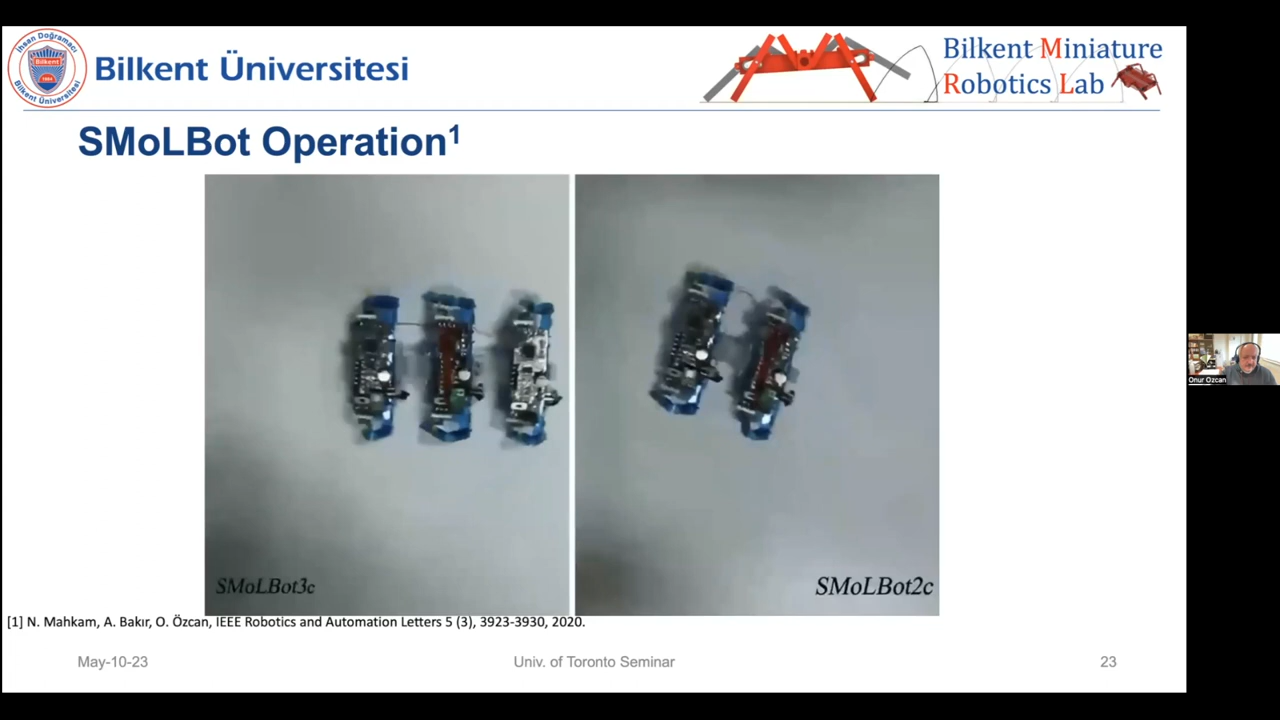 İhsan Doğramacı
Bilkent
1984
Bilkent Üniversitesi
Bilkent Üniversitesi
Bilkent Miniature
Robotics Lab
SMoLBot Operation¹
SMoLBot3c
SMoLBot2c
[1] N. Mahkam, A. Bakır, O. Özcan, IEEE Robotics and Automation Letters 5 (3), 3923-3930, 2020.
May-10-23
Univ. of Toronto Seminar
23
Onur Ozcan